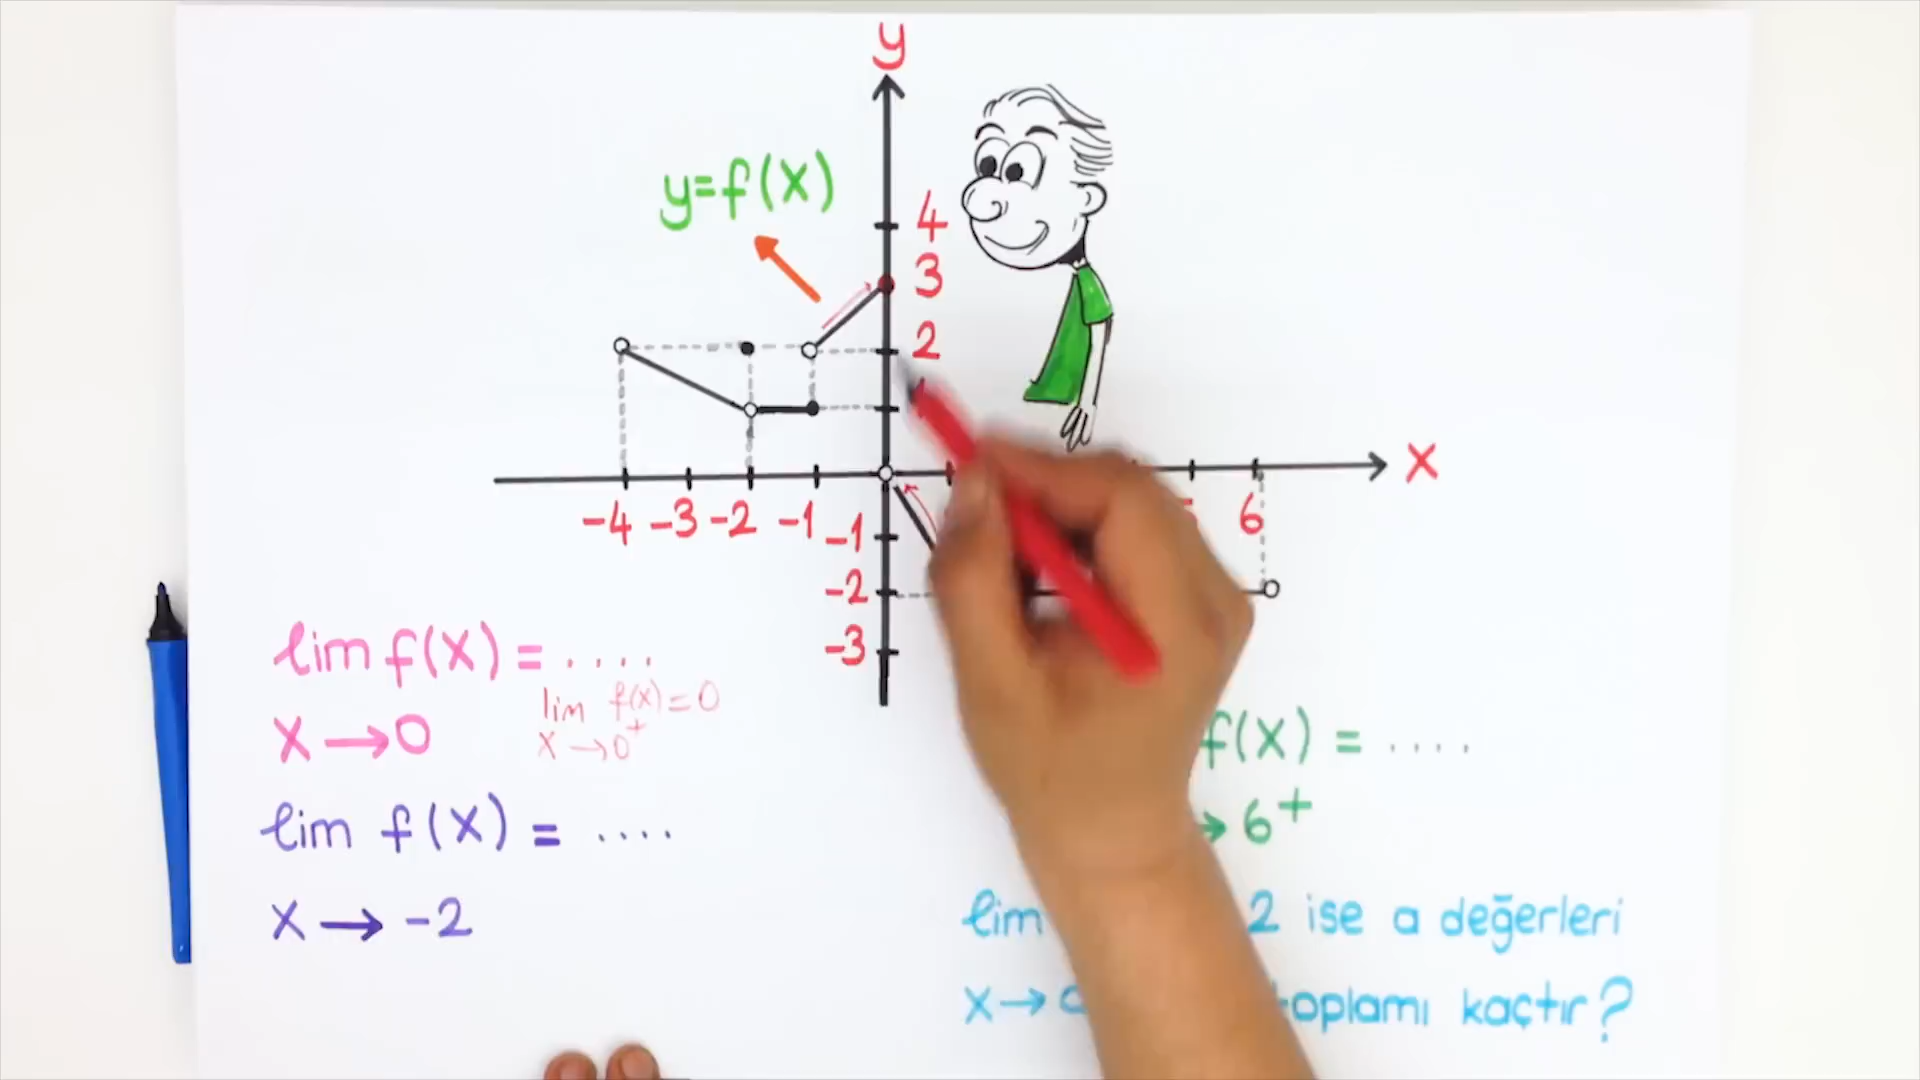 y
y=f(x)
4
3
2
x
-4 -3 -2 -1
6
-1
-2
-3
lim f(x) = ....
x→0
lim f(x) = 0
x→0⁺
lim f(x) = ....
x→-2
f(x) = ....
→6⁺
lim 2 ise a değerleri
x→ toplamı kaçtır?